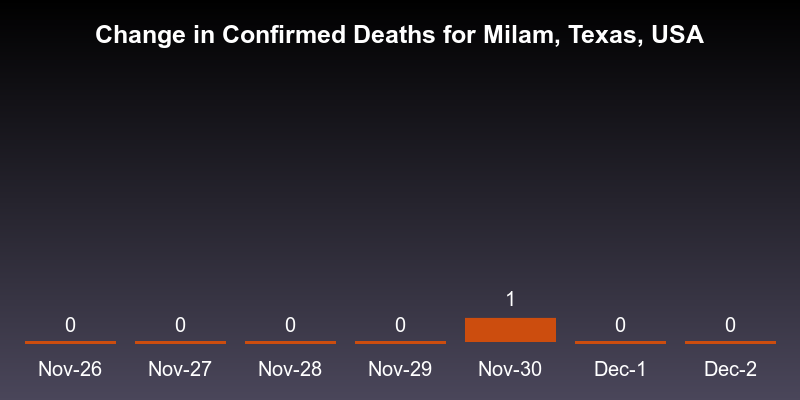 Change in Confirmed Deaths for Milam, Texas, USA
1
0 0 0 0 0 0
Nov-26 Nov-27 Nov-28 Nov-29 Nov-30 Dec-1 Dec-2